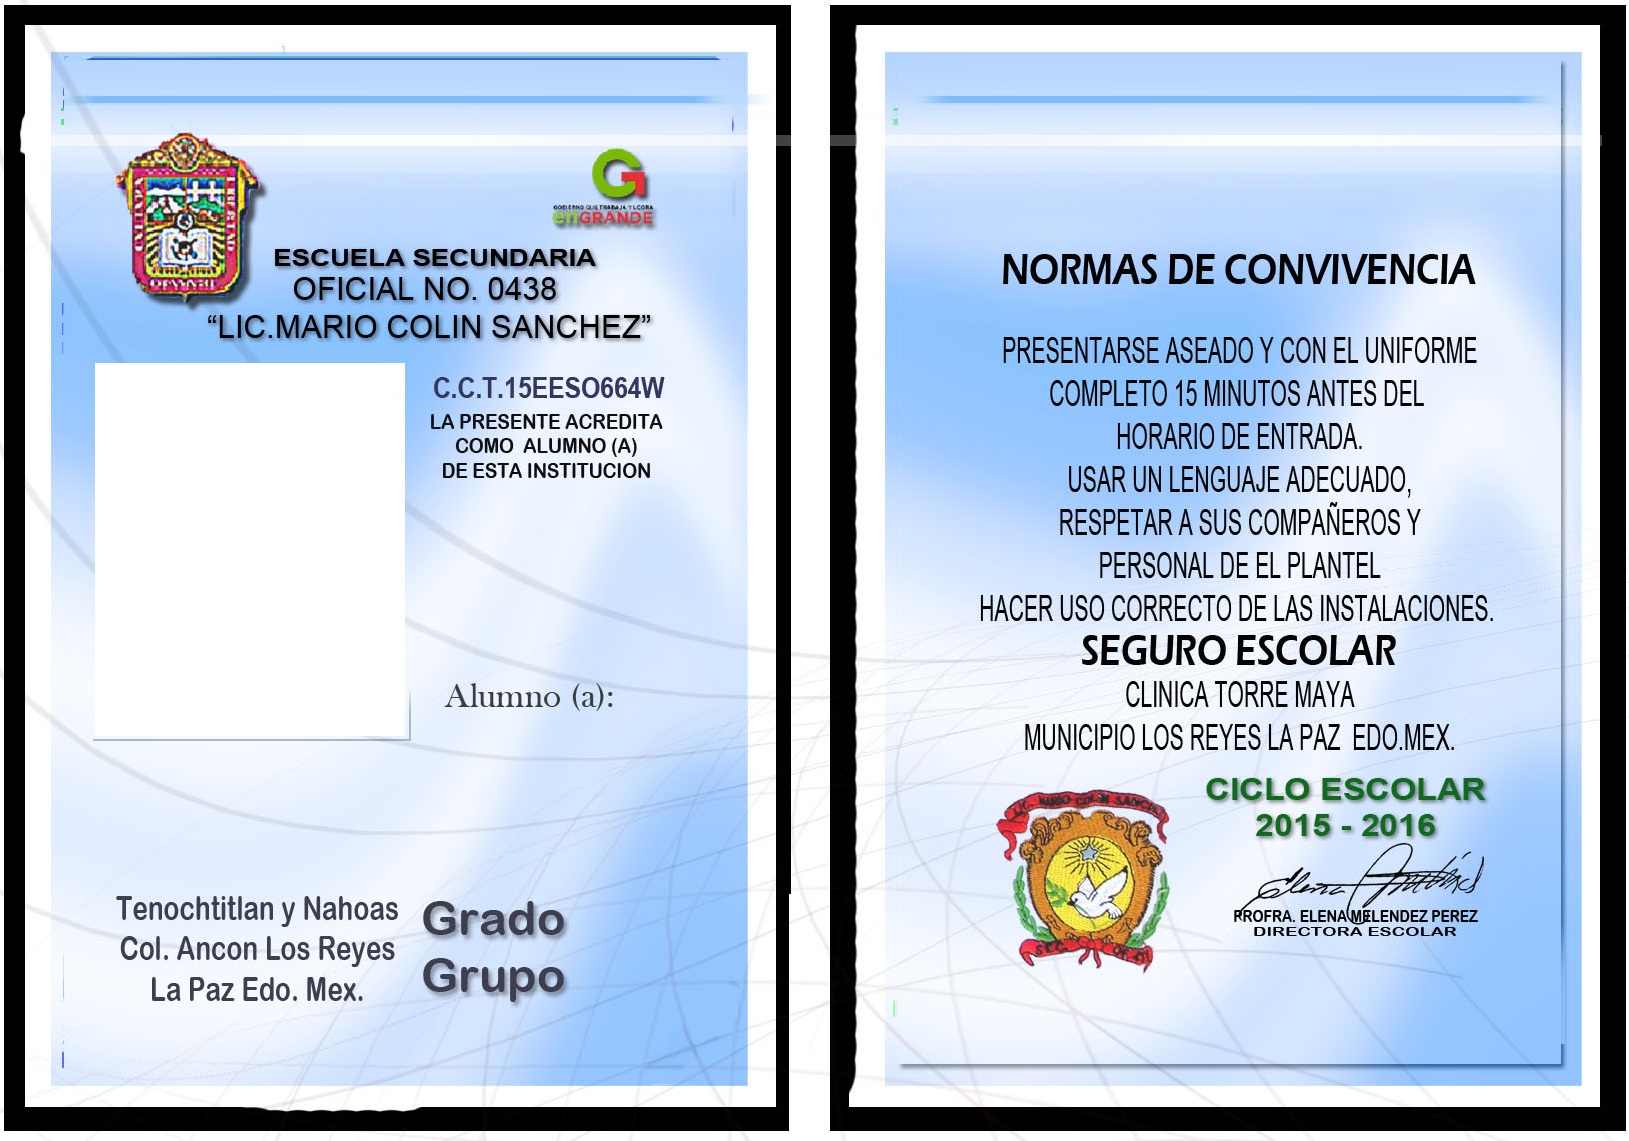 GOBIERNO QUE TRABAJA Y LOGRA
enGRANDE
ESCUELA SECUNDARIA
OFICIAL NO. 0438
“LIC.MARIO COLIN SANCHEZ”
C.C.T.15EESO664W
LA PRESENTE ACREDITA
COMO ALUMNO (A)
DE ESTA INSTITUCION
Alumno (a):
Tenochtitlan y Nahoas
Col. Ancon Los Reyes
La Paz Edo. Mex.
Grado
Grupo
NORMAS DE CONVIVENCIA
PRESENTARSE ASEADO Y CON EL UNIFORME
COMPLETO 15 MINUTOS ANTES DEL
HORARIO DE ENTRADA.
USAR UN LENGUAJE ADECUADO,
RESPETAR A SUS COMPAÑEROS Y
PERSONAL DE EL PLANTEL
HACER USO CORRECTO DE LAS INSTALACIONES.
SEGURO ESCOLAR
CLINICA TORRE MAYA
MUNICIPIO LOS REYES LA PAZ EDO.MEX.
LIC. MARIO COLIN SANCHEZ
CICLO ESCOLAR
2015 - 2016
PROFRA. ELENA MELENDEZ PEREZ
DIRECTORA ESCOLAR